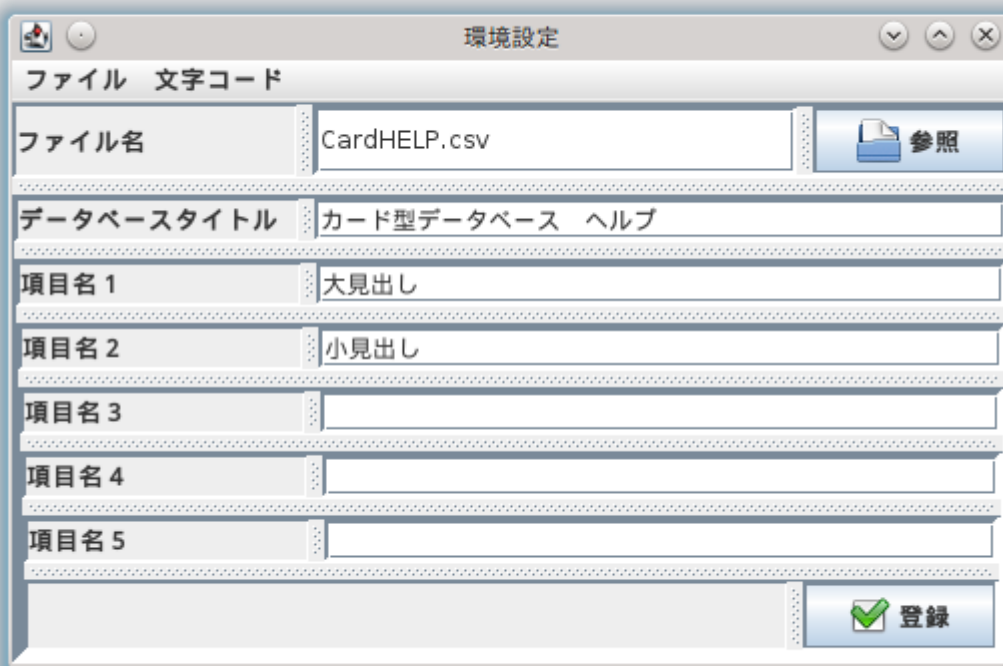 環境設定
ファイル 文字コード
ファイル名 CardHELP.csv 参照
データベースタイトル カード型データベース ヘルプ
項目名1 大見出し
項目名2 小見出し
項目名3
項目名4
項目名5
登録